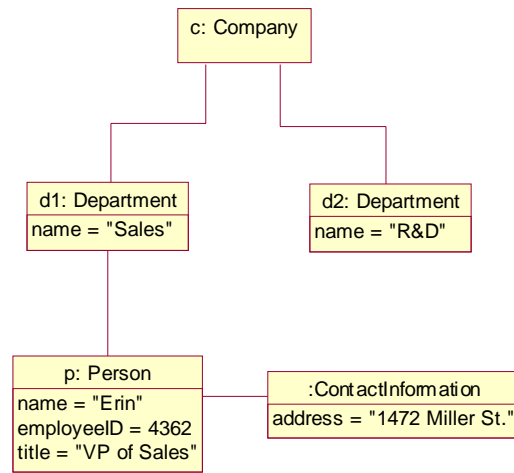 c: Company
d1: Department
name = "Sales"
d2: Department
name = "R&D"
p: Person
name = "Erin"
employeeID = 4362
title = "VP of Sales"
:ContactInformation
address = "1472 Miller St."